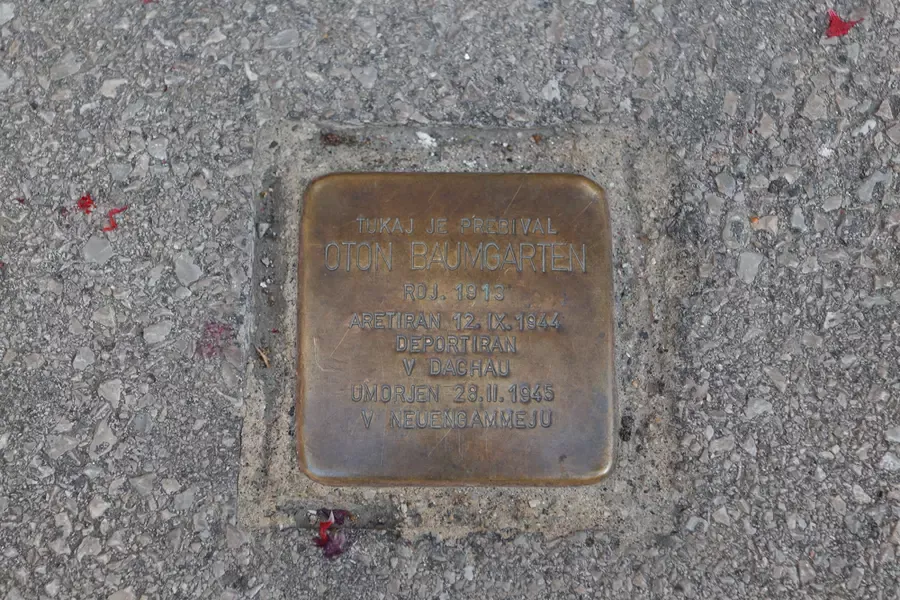 TUKAJ JE PREBIVAL
OTON BAUMGARTEN
ROJ. 1913
ARETIRAN 12.IX.1944
DEPORTIRAN
V DACHAU
UMORJEN 28.II.1945
V NEUENGAMMEJU